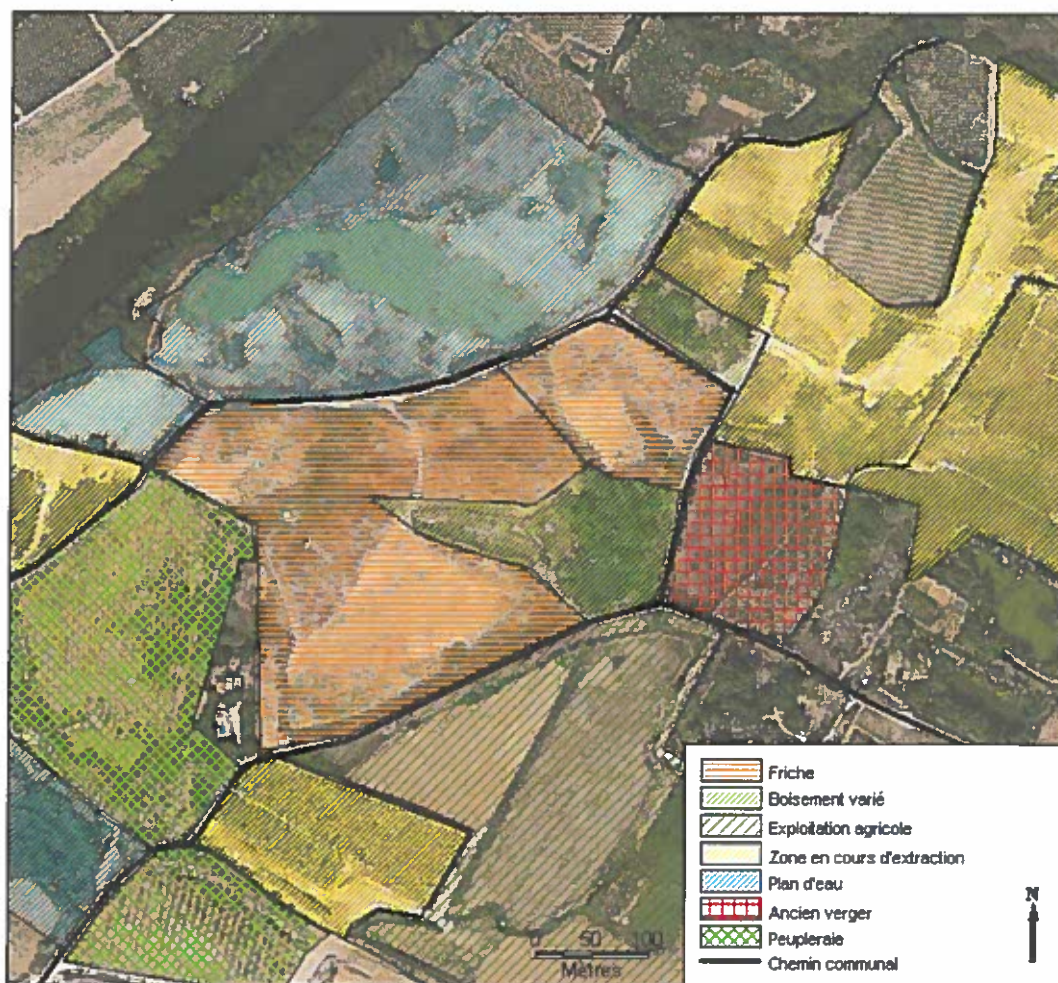 Friche
Boisement varié
Exploitation agricole
Zone en cours d'extraction
Plan d'eau
Ancien verger
Peupleraie
Chemin communal
N
0 50 100
Mètres